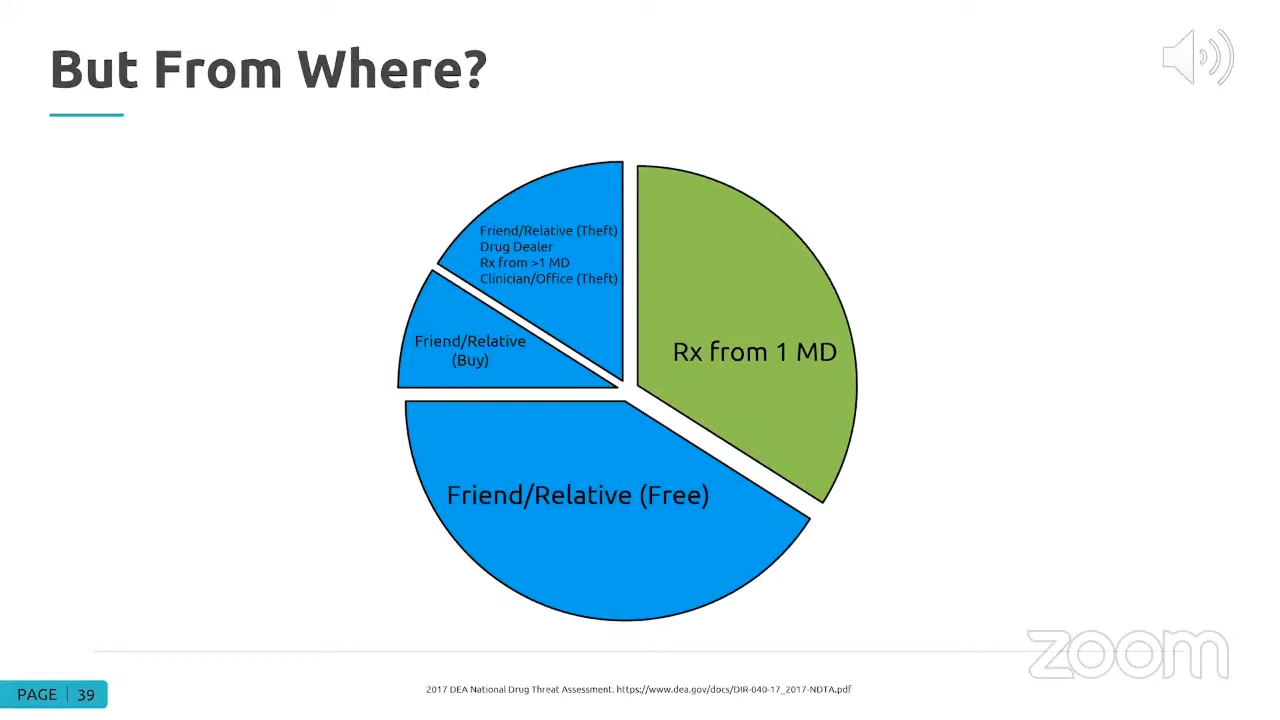 But From Where?
Friend/Relative (Theft)
Drug Dealer
Rx from >1 MD
Clinician/Office (Theft)
Friend/Relative
(Buy)
Rx from 1 MD
Friend/Relative (Free)
zoom
PAGE | 39
2017 DEA National Drug Threat Assessment. https://www.dea.gov/docs/DIR-040-17_2017-NDTA.pdf